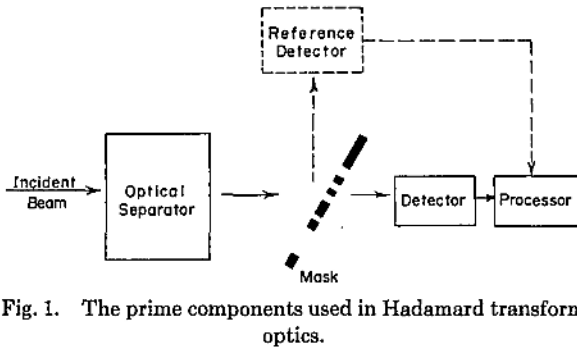 Reference
Detector
Incident
Beam
Optical
Separator
Detector
Processor
Mask
Fig. 1. The prime components used in Hadamard transform
optics.